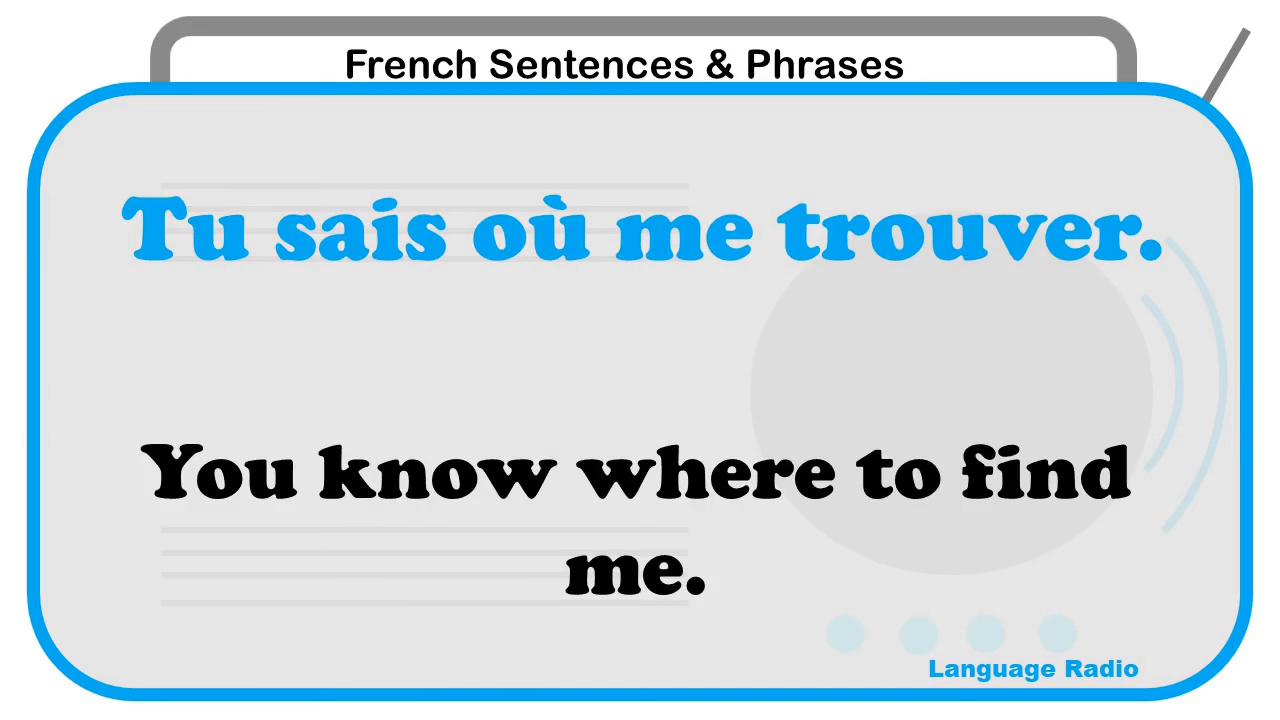 French Sentences & Phrases
Tu sais où me trouver.
You know where to find
me.
Language Radio